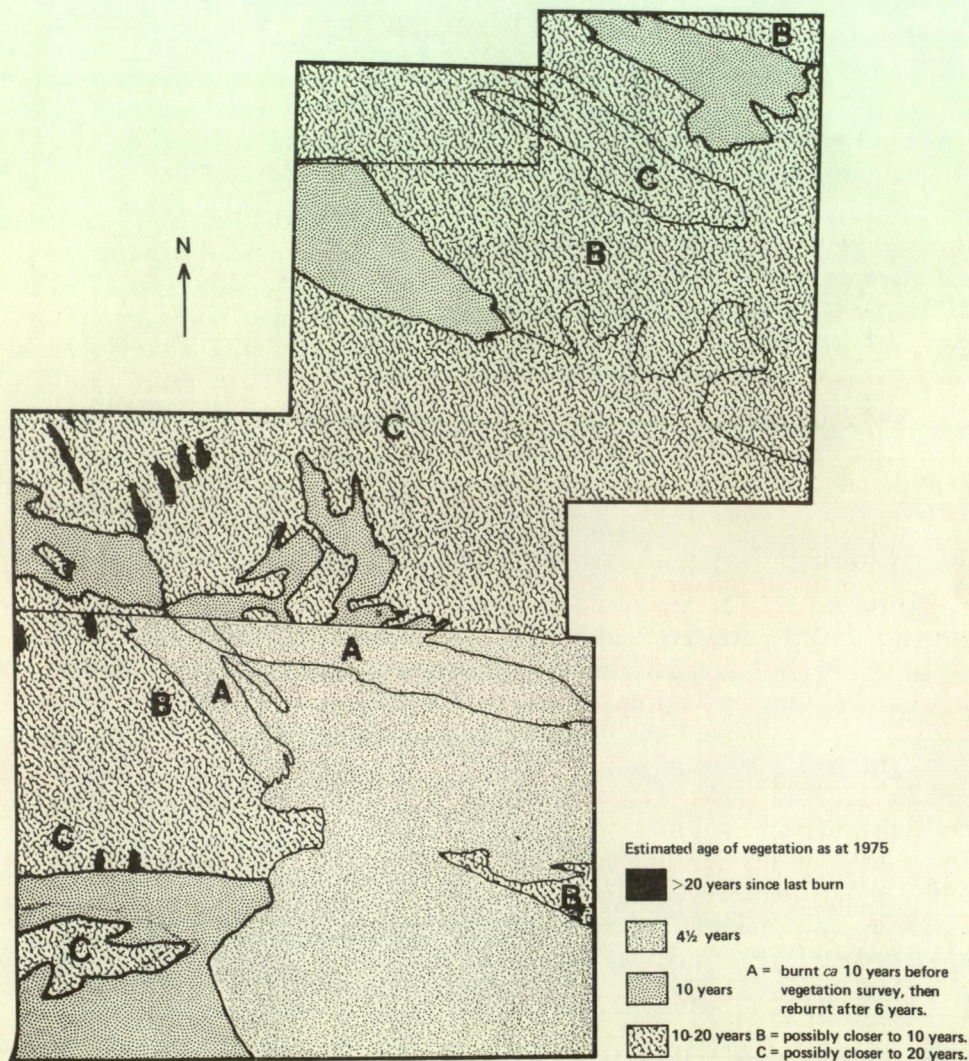 B
C
N
B
C
A
A
B
C
B
C
Estimated age of vegetation as at 1975
>20 years since last burn
4½ years
10 years
A = burnt ca 10 years before
vegetation survey, then
reburnt after 6 years.
10-20 years B = possibly closer to 10 years.
C = possibly closer to 20 years.